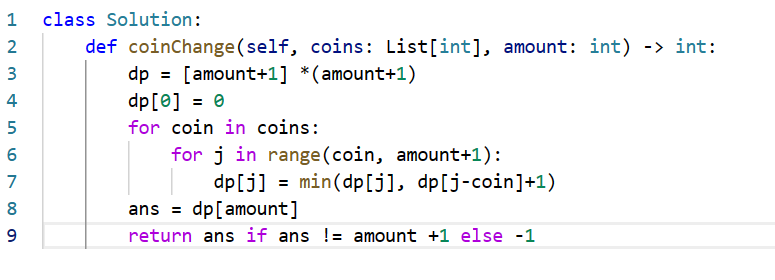 1 class Solution:
2     def coinChange(self, coins: List[int], amount: int) -> int:
3         dp = [amount+1] *(amount+1)
4         dp[0] = 0
5         for coin in coins:
6             for j in range(coin, amount+1):
7                 dp[j] = min(dp[j], dp[j-coin]+1)
8         ans = dp[amount]
9         return ans if ans != amount +1 else -1